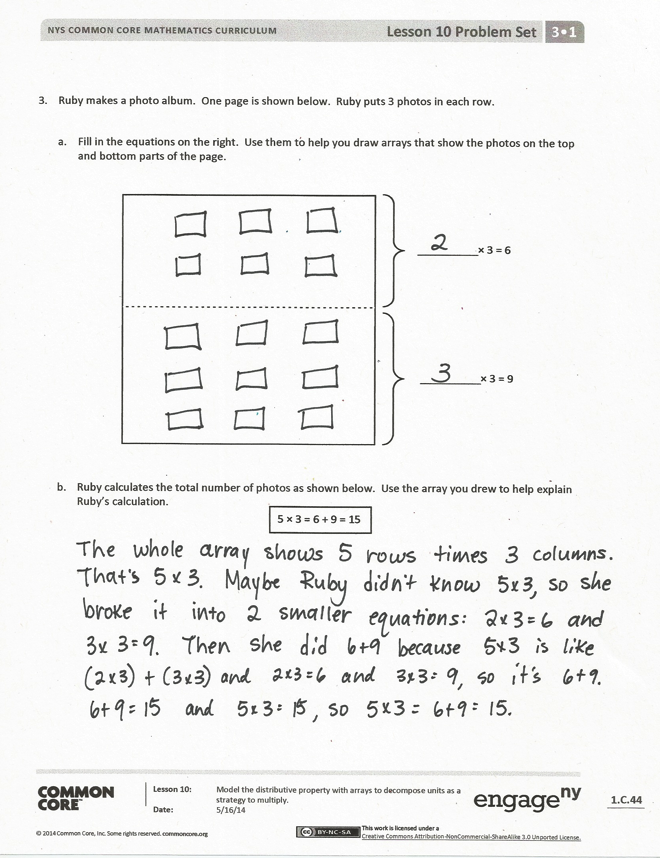 NYS COMMON CORE MATHEMATICS CURRICULUM Lesson 10 Problem Set 3•1
3. Ruby makes a photo album. One page is shown below. Ruby puts 3 photos in each row.
a. Fill in the equations on the right. Use them to help you draw arrays that show the photos on the top
and bottom parts of the page.
2 × 3 = 6
3 × 3 = 9
b. Ruby calculates the total number of photos as shown below. Use the array you drew to help explain
Ruby's calculation.
5 × 3 = 6 + 9 = 15
The whole array shows 5 rows times 3 columns.
That's 5x3. Maybe Ruby didn't know 5x3, so she
broke it into 2 smaller equations: 2x3=6 and
3x3=9. Then she did 6+9 because 5x3 is like
(2x3) + (3x3) and 2x3=6 and 3x3=9, so it's 6+9.
6+9=15 and 5x3=15, so 5x3=6+9=15.
COMMON
CORE™
Lesson 10:
Date:
Model the distributive property with arrays to decompose units as a
strategy to multiply.
5/16/14
engage^ny
1.C.44
© 2014 Common Core, Inc. Some rights reserved. commoncore.org
cc BY-NC-SA
This work is licensed under a
Creative Commons Attribution-NonCommercial-ShareAlike 3.0 Unported License.